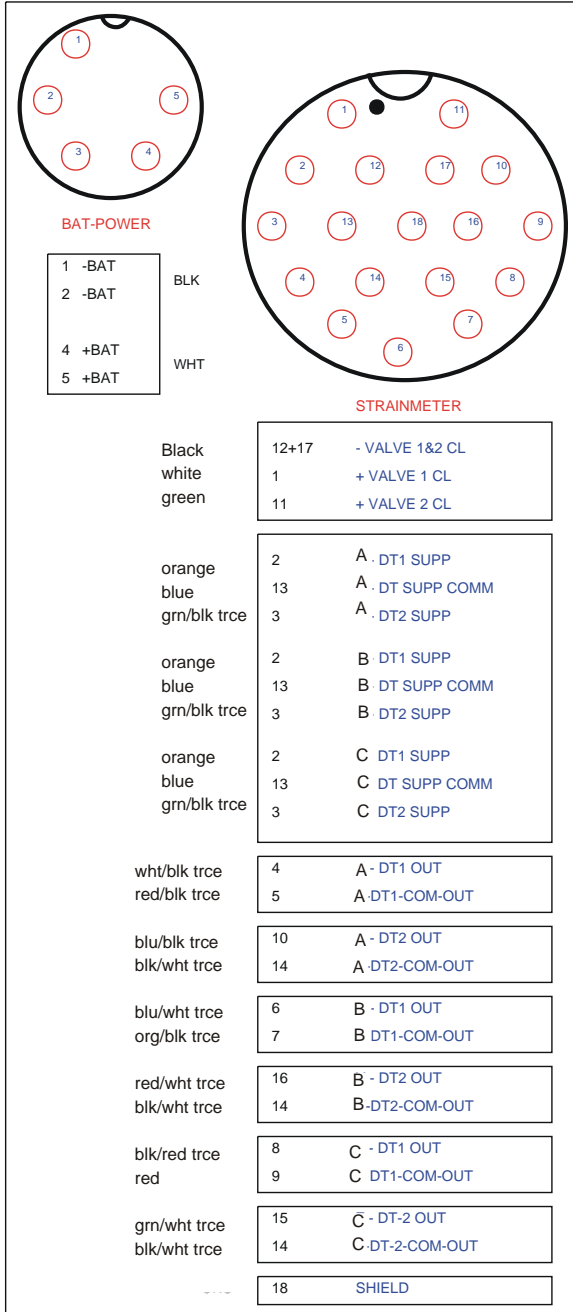 1
2
5
3
4
BAT-POWER
1 -BAT
2 -BAT
BLK
4 +BAT
5 +BAT
WHT
1
11
2
12
17
10
3
13
18
16
9
4
14
15
8
5
7
6
STRAINMETER
Black 12+17 - VALVE 1&2 CL
white 1 + VALVE 1 CL
green 11 + VALVE 2 CL
orange 2 A - DT1 SUPP
blue 13 A - DT SUPP COMM
grn/blk trce 3 A - DT2 SUPP
orange 2 B - DT1 SUPP
blue 13 B - DT SUPP COMM
grn/blk trce 3 B - DT2 SUPP
orange 2 C DT1 SUPP
blue 13 C DT SUPP COMM
grn/blk trce 3 C DT2 SUPP
wht/blk trce 4 A - DT1 OUT
red/blk trce 5 A -DT1-COM-OUT
blu/blk trce 10 A - DT2 OUT
blk/wht trce 14 A -DT2-COM-OUT
blu/wht trce 6 B - DT1 OUT
org/blk trce 7 B DT1-COM-OUT
red/wht trce 16 B - DT2 OUT
blk/wht trce 14 B-DT2-COM-OUT
blk/red trce 8 C - DT1 OUT
red 9 C DT1-COM-OUT
grn/wht trce 15 C - DT-2 OUT
blk/wht trce 14 C -DT-2-COM-OUT
18 SHIELD